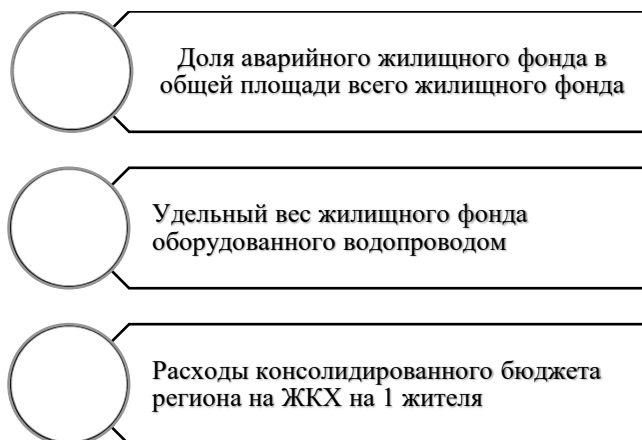 Доля аварийного жилищного фонда в
общей площади всего жилищного фонда
Удельный вес жилищного фонда
оборудованного водопроводом
Расходы консолидированного бюджета
региона на ЖКХ на 1 жителя